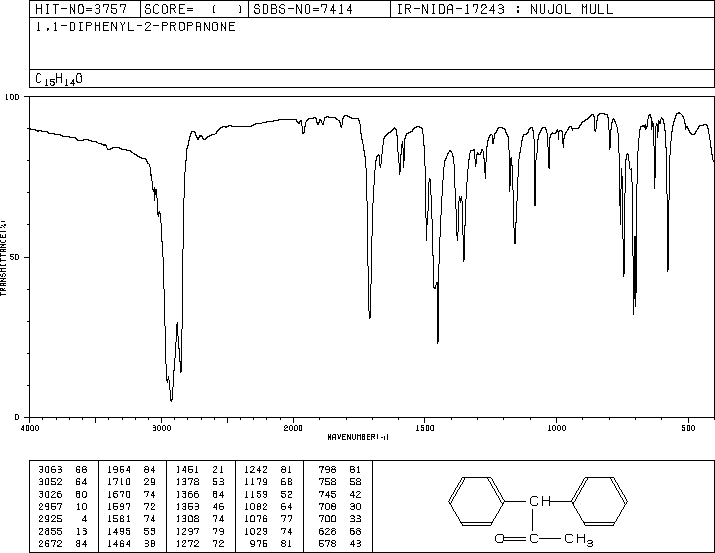 HIT-NO=3757 SCORE= ( ) SDBS-NO=7414 IR-NIDA-17243 : NUJOL MULL
1,1-DIPHENYL-2-PROPANONE
C15H14O
100
50
0
TRANSMITTANCE(%)
4000 3000 2000 1500 1000 500
WAVENUMBER(-1)
3063 66 1954 84 1451 21 1242 81 798 81
3052 64 1710 29 1378 53 1179 68 758 58
3026 60 1670 74 1366 64 1159 52 745 42
2957 10 1597 72 1353 46 1082 64 708 30
2925 4 1581 74 1308 74 1076 77 700 33
2855 13 1495 53 1297 79 1029 74 628 68
2672 84 1464 38 1272 72 975 81 578 43
CH
O
CH3